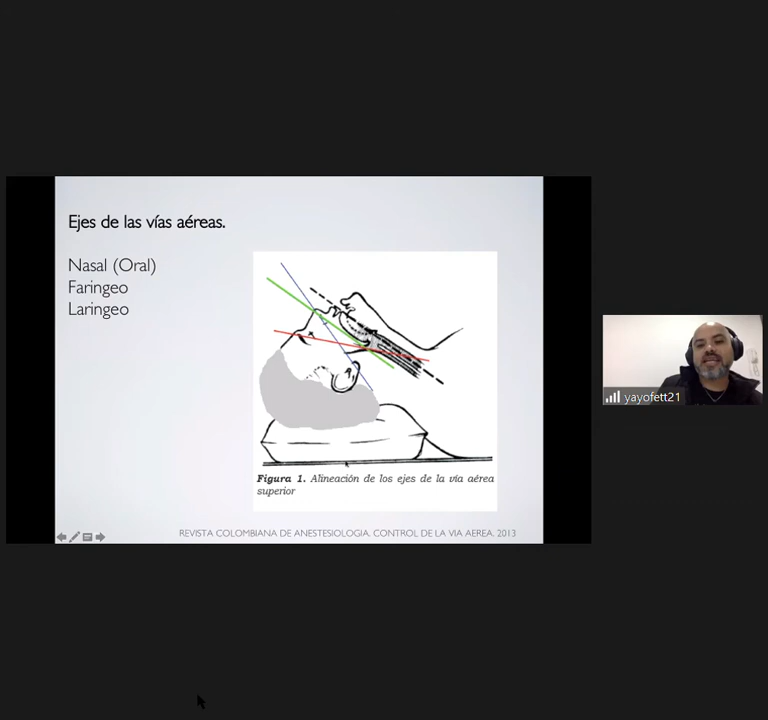 Ejes de las vías aéreas.
Nasal (Oral)
Faringeo
Laringeo
Figura 1. Alineación de los ejes de la vía aérea
superior
REVISTA COLOMBIANA DE ANESTESIOLOGIA. CONTROL DE LA VIA AEREA. 2013
yayofett21